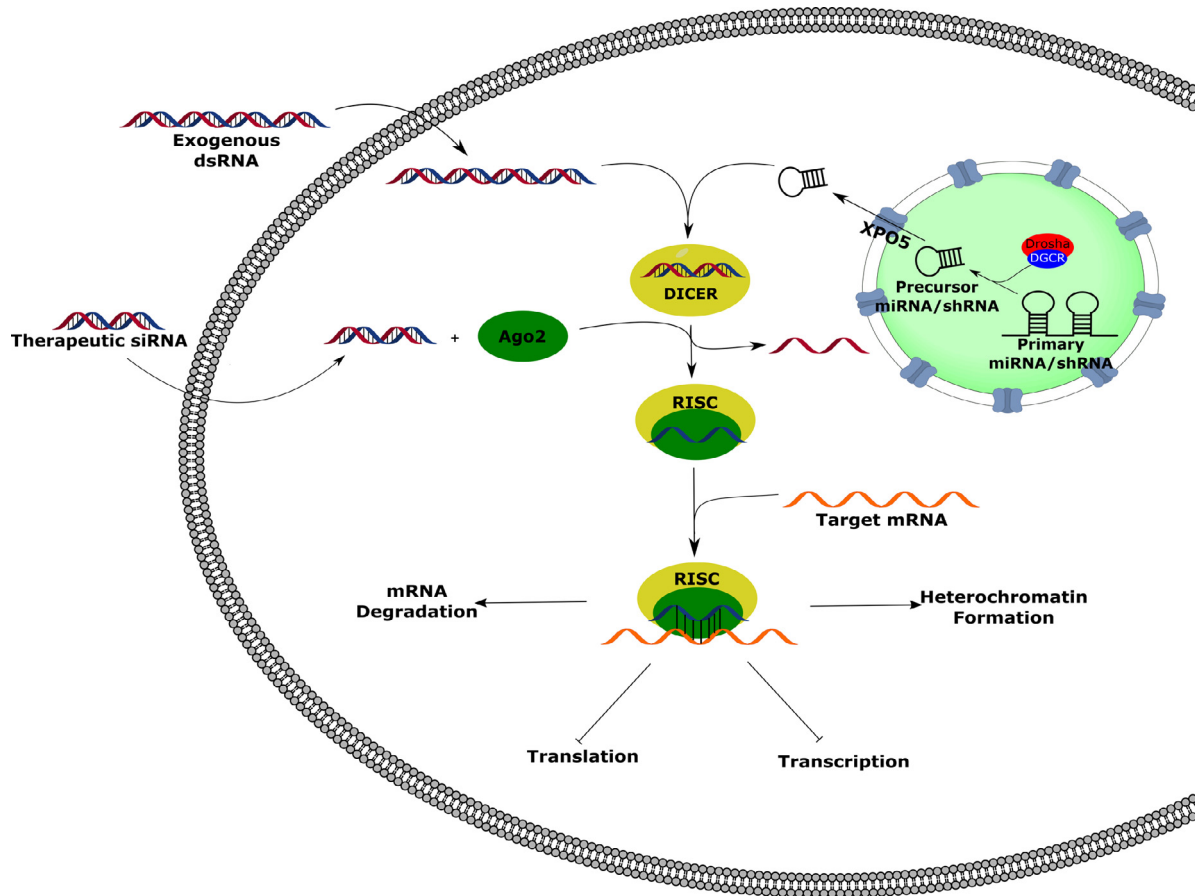 Exogenous
dsRNA
XPO5
Drosha
DGCR
Precursor
miRNA/shRNA
Primary
miRNA/shRNA
DICER
Therapeutic siRNA
+
Ago2
RISC
Target mRNA
RISC
mRNA
Degradation
Heterochromatin
Formation
Translation
Transcription